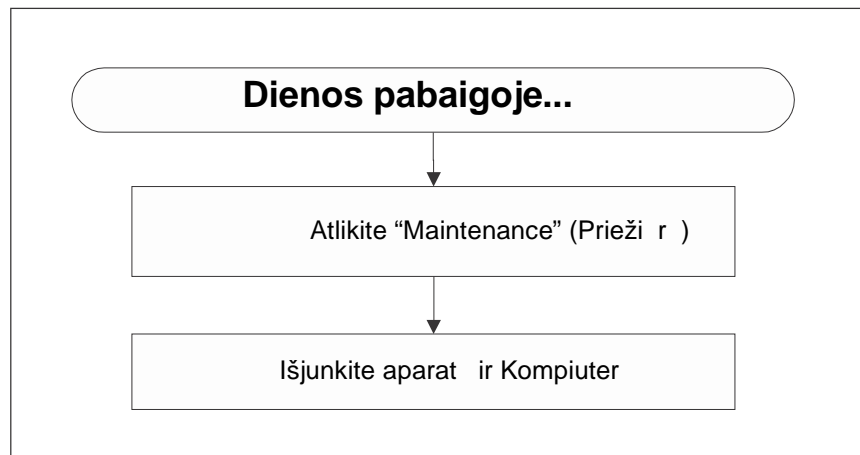 Dienos pabaigoje...
Atlikite “Maintenance” (Prieži r )
Išjunkite aparat ir Kompiuter